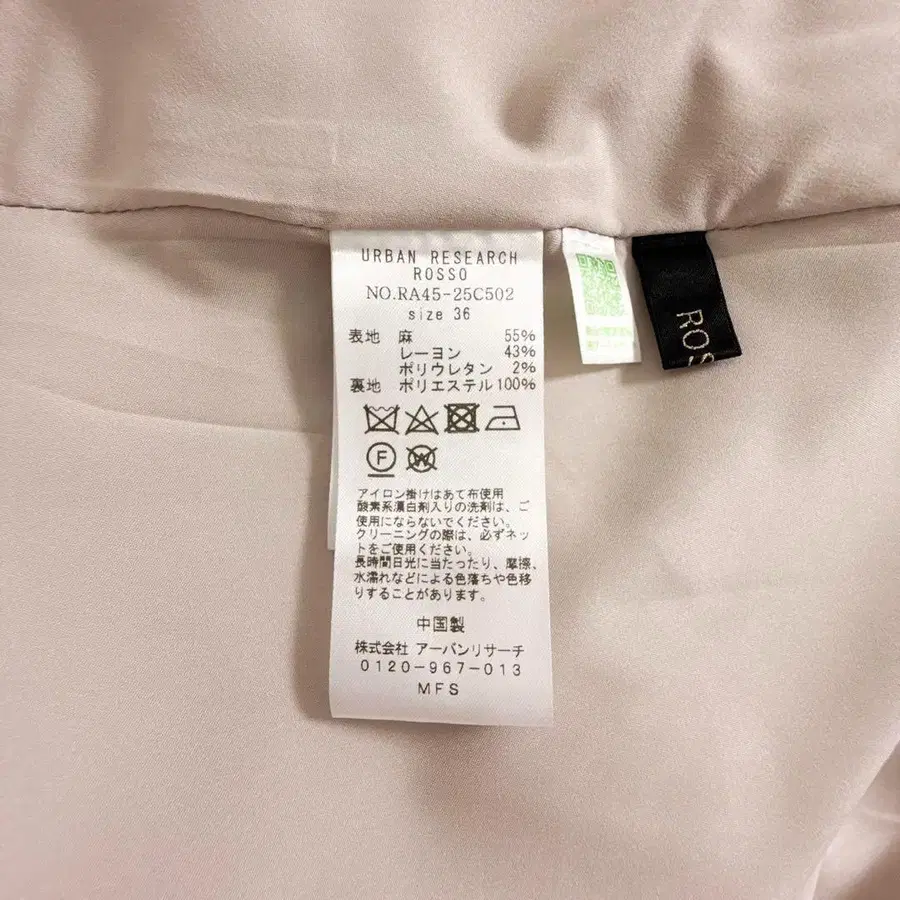 URBAN RESEARCH
ROSSO
NO.RA45-25C502
size 36
表地 麻 55%
レーヨン 43%
ポリウレタン 2%
裏地 ポリエステル 100%
F
W
アイロン掛けはあて布使用
酸素系漂白剤入りの洗剤は、ご
使用にならないでください。
クリーニングの際は、必ずネッ
トをご使用ください。
長時間日光に当たったり、摩擦、
水濡れなどによる色落ちや色移
りすることがあります。
中国製
株式会社 アーバンリサーチ
0120-967-013
MFS
ROS